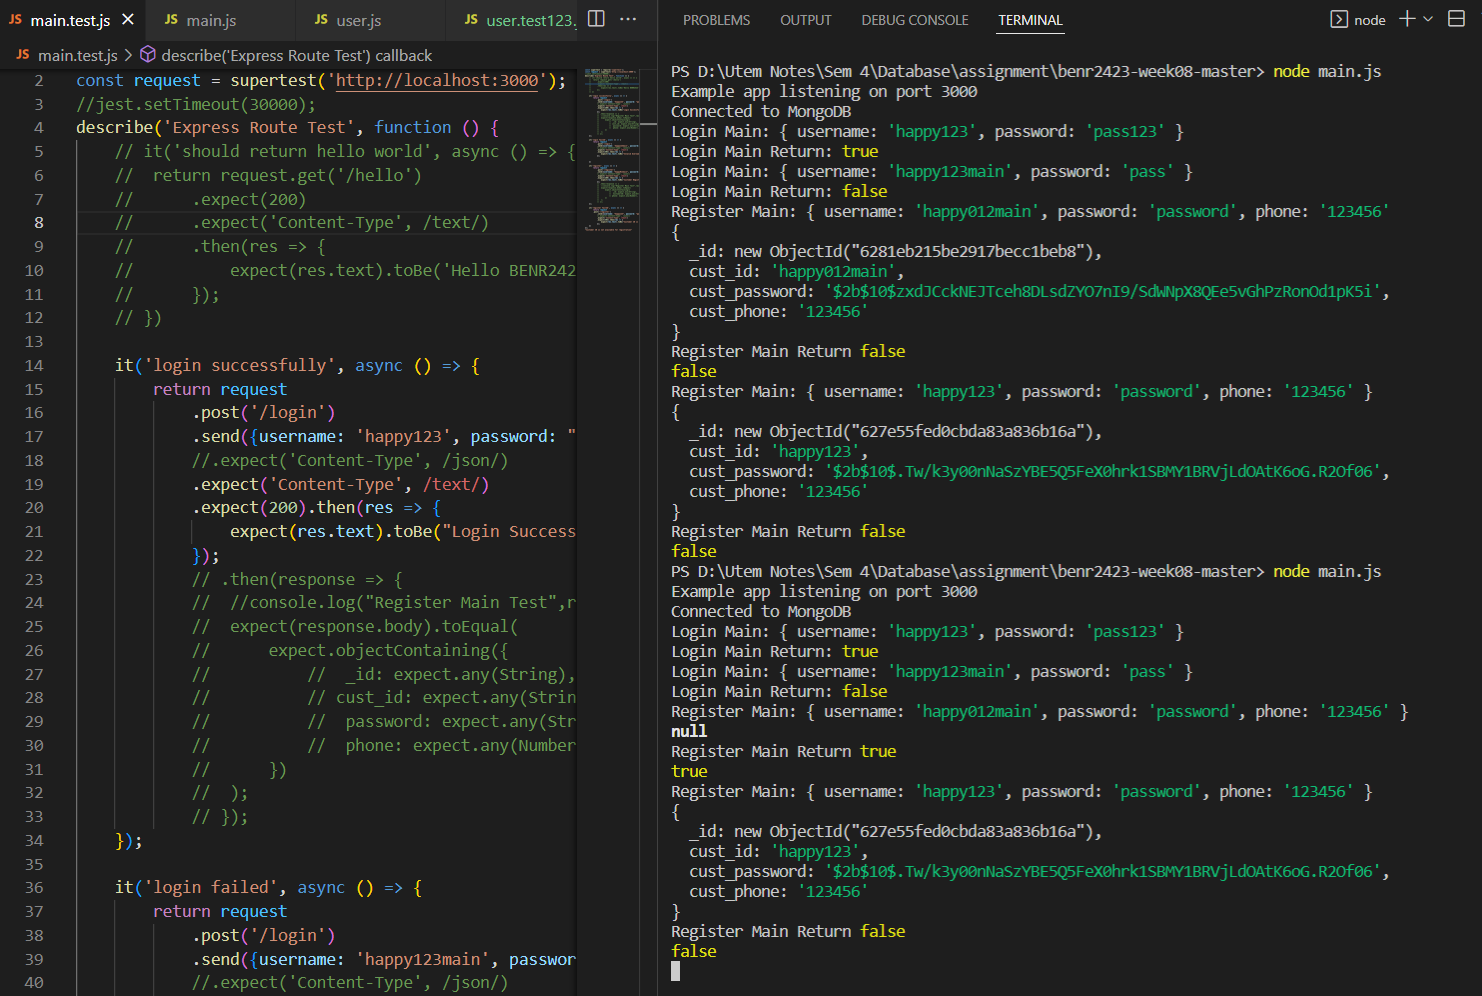 JS main.test.js ×
JS main.js
JS user.js
JS user.test123.
···
JS main.test.js > describe('Express Route Test') callback
2 const request = supertest('http://localhost:3000');
3 //jest.setTimeout(30000);
4 describe('Express Route Test', function () {
5 // it('should return hello world', async () => {
6 //  return request.get('/hello')
7 //      .expect(200)
8 //      .expect('Content-Type', /text/)
9 //      .then(res => {
10 //          expect(res.text).toBe('Hello BENR242
11 //      });
12 // })
13
14 it('login successfully', async () => {
15 return request
16 .post('/login')
17 .send({username: 'happy123', password: "
18 //.expect('Content-Type', /json/)
19 .expect('Content-Type', /text/)
20 .expect(200).then(res => {
21 expect(res.text).toBe("Login Success
22 });
23 // .then(response => {
24 //  //console.log("Register Main Test",r
25 //  expect(response.body).toEqual(
26 //      expect.objectContaining({
27 //          // _id: expect.any(String),
28 //          // cust_id: expect.any(Strin
29 //          //  password: expect.any(Str
30 //          //  phone: expect.any(Number
31 //      })
32 //  );
33 // });
34 });
35
36 it('login failed', async () => {
37 return request
38 .post('/login')
39 .send({username: 'happy123main', passwor
40 //.expect('Content-Type', /json/)
PROBLEMS OUTPUT DEBUG CONSOLE TERMINAL
node
PS D:\Utem Notes\Sem 4\Database\assignment\benr2423-week08-master> node main.js
Example app listening on port 3000
Connected to MongoDB
Login Main: { username: 'happy123', password: 'pass123' }
Login Main Return: true
Login Main: { username: 'happy123main', password: 'pass' }
Login Main Return: false
Register Main: { username: 'happy012main', password: 'password', phone: '123456'
{
_id: new ObjectId("6281eb215be2917becc1beb8"),
cust_id: 'happy012main',
cust_password: '$2b$10$zxdJCckNEJTceh8DLsdZYO7nI9/SdWNpX8QEe5vGhPzRonOd1pK5i',
cust_phone: '123456'
}
Register Main Return false
false
Register Main: { username: 'happy123', password: 'password', phone: '123456' }
{
_id: new ObjectId("627e55fed0cbda83a836b16a"),
cust_id: 'happy123',
cust_password: '$2b$10$.Tw/k3y00nNaSzYBE5Q5FeX0hrk1SBMY1BRVjLdOAtK6oG.R2Of06',
cust_phone: '123456'
}
Register Main Return false
false
PS D:\Utem Notes\Sem 4\Database\assignment\benr2423-week08-master> node main.js
Example app listening on port 3000
Connected to MongoDB
Login Main: { username: 'happy123', password: 'pass123' }
Login Main Return: true
Login Main: { username: 'happy123main', password: 'pass' }
Login Main Return: false
Register Main: { username: 'happy012main', password: 'password', phone: '123456' }
null
Register Main Return true
true
Register Main: { username: 'happy123', password: 'password', phone: '123456' }
{
_id: new ObjectId("627e55fed0cbda83a836b16a"),
cust_id: 'happy123',
cust_password: '$2b$10$.Tw/k3y00nNaSzYBE5Q5FeX0hrk1SBMY1BRVjLdOAtK6oG.R2Of06',
cust_phone: '123456'
}
Register Main Return false
false